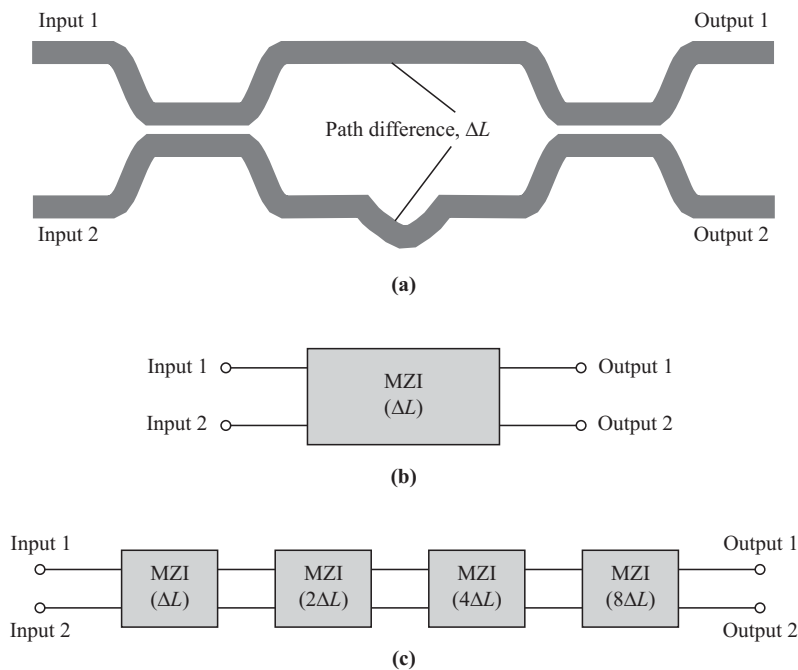 Input 1
Output 1
Path difference, ΔL
Input 2
Output 2
(a)
Input 1
Output 1
MZI
(ΔL)
Input 2
Output 2
(b)
Input 1
Output 1
MZI
(ΔL)
MZI
(2ΔL)
MZI
(4ΔL)
MZI
(8ΔL)
Input 2
Output 2
(c)